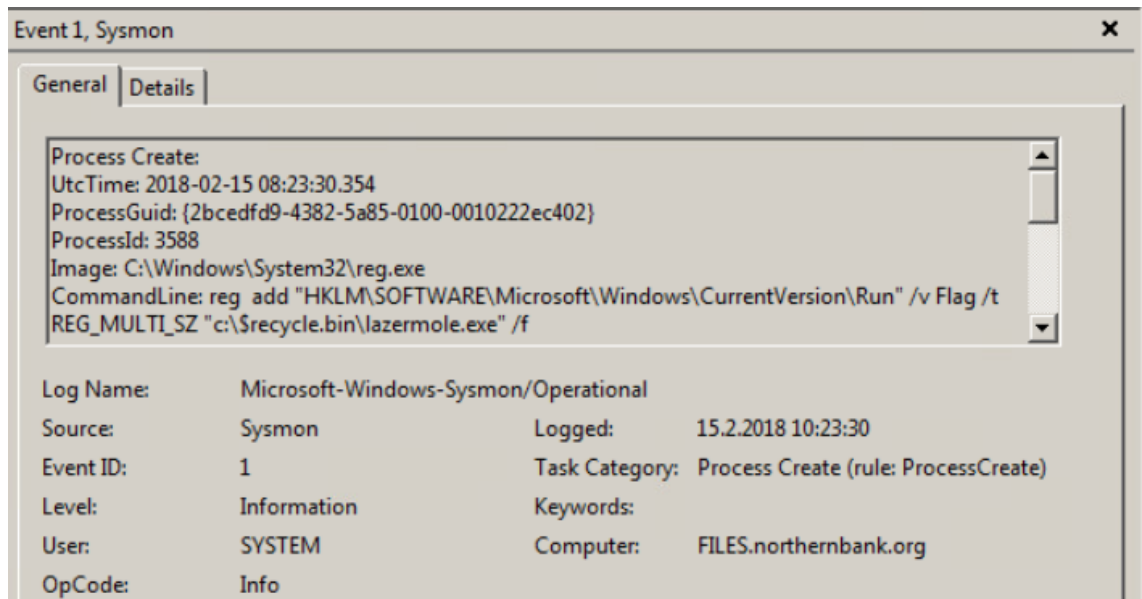 Event 1, Sysmon
General Details
Process Create:
UtcTime: 2018-02-15 08:23:30.354
ProcessGuid: {2bcedfd9-4382-5a85-0100-0010222ec402}
ProcessId: 3588
Image: C:\Windows\System32\reg.exe
CommandLine: reg  add "HKLM\SOFTWARE\Microsoft\Windows\CurrentVersion\Run" /v Flag /t
REG_MULTI_SZ "c:\$recycle.bin\lazermole.exe" /f
Log Name: Microsoft-Windows-Sysmon/Operational
Source: Sysmon Logged: 15.2.2018 10:23:30
Event ID: 1 Task Category: Process Create (rule: ProcessCreate)
Level: Information Keywords:
User: SYSTEM Computer: FILES.northernbank.org
OpCode: Info